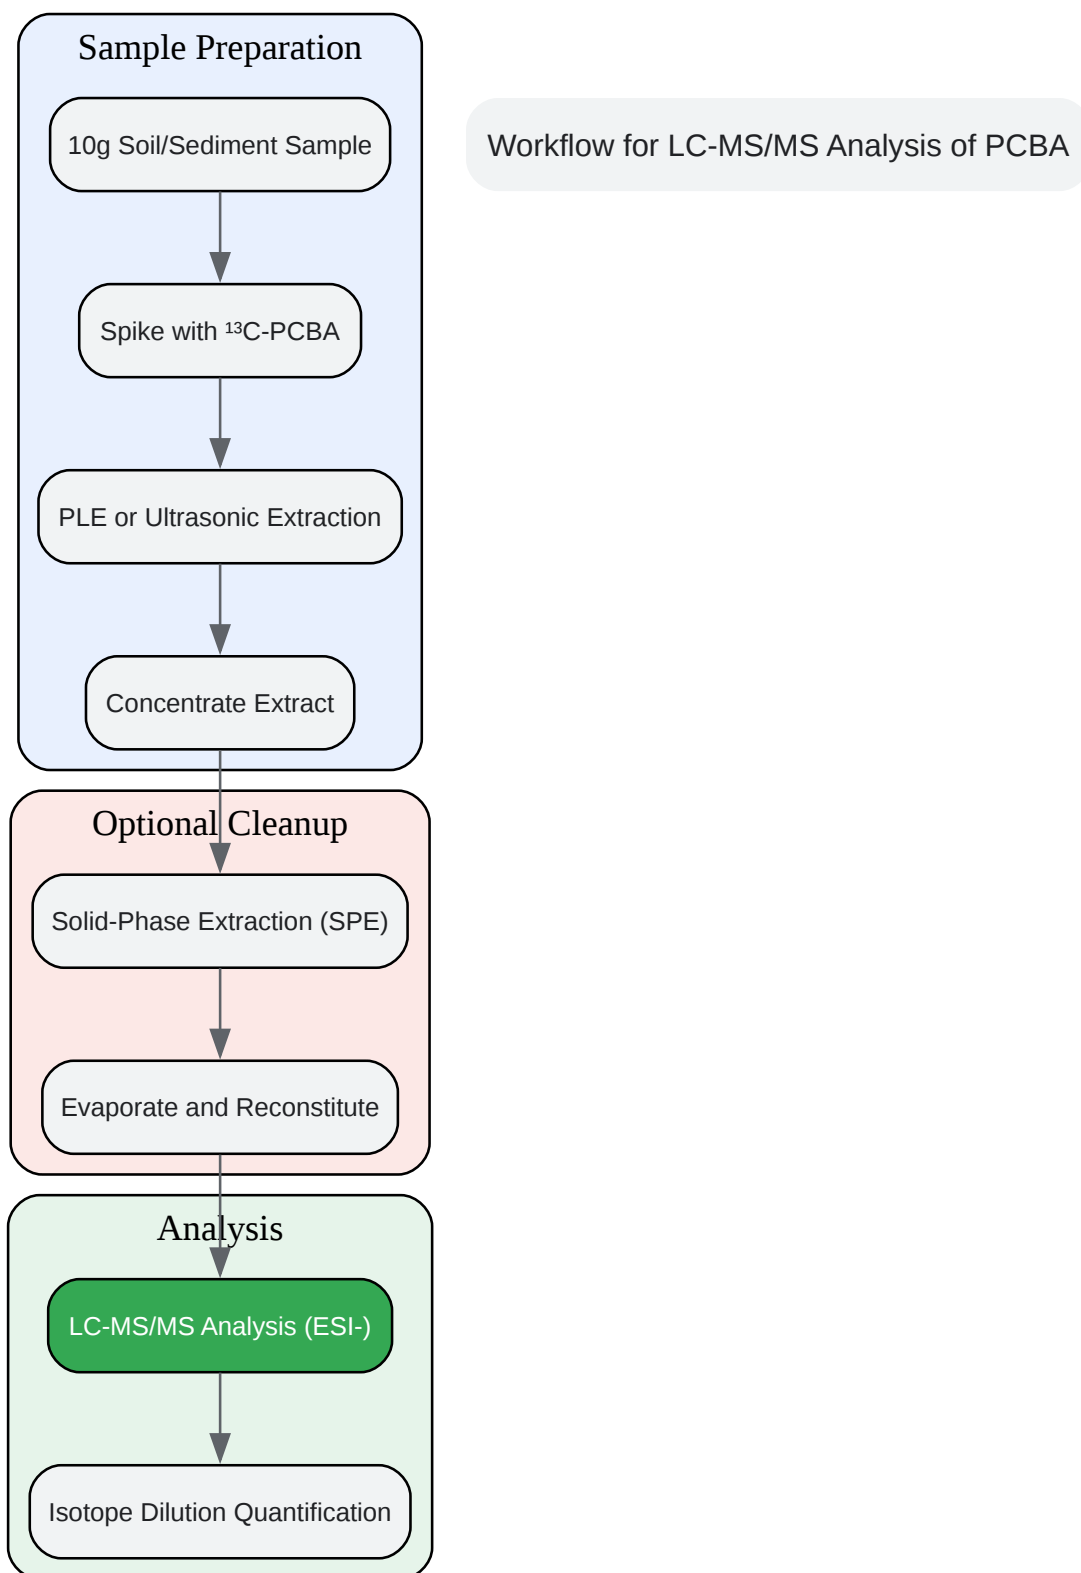 Sample Preparation
10g Soil/Sediment Sample
Workflow for LC-MS/MS Analysis of PCBA
Spike with ¹³C-PCBA
PLE or Ultrasonic Extraction
Concentrate Extract
Optional Cleanup
Solid-Phase Extraction (SPE)
Evaporate and Reconstitute
Analysis
LC-MS/MS Analysis (ESI-)
Isotope Dilution Quantification